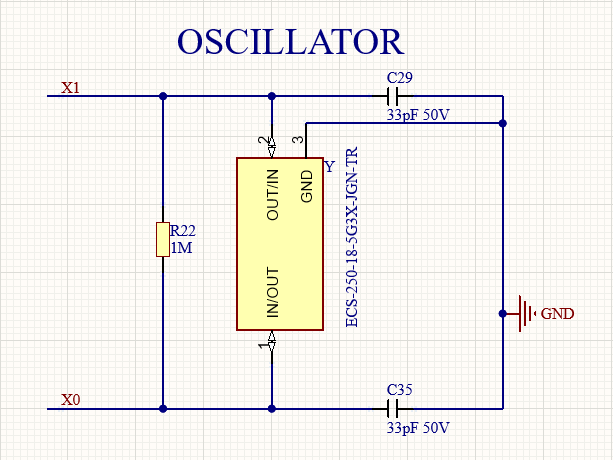 OSCILLATOR
X1
C29
33pF 50V
2
3
Y
OUT/IN
GND
ECS-250-18-5G3X-JGN-TR
R22
1M
IN/OUT
GND
1
C35
X0
33pF 50V